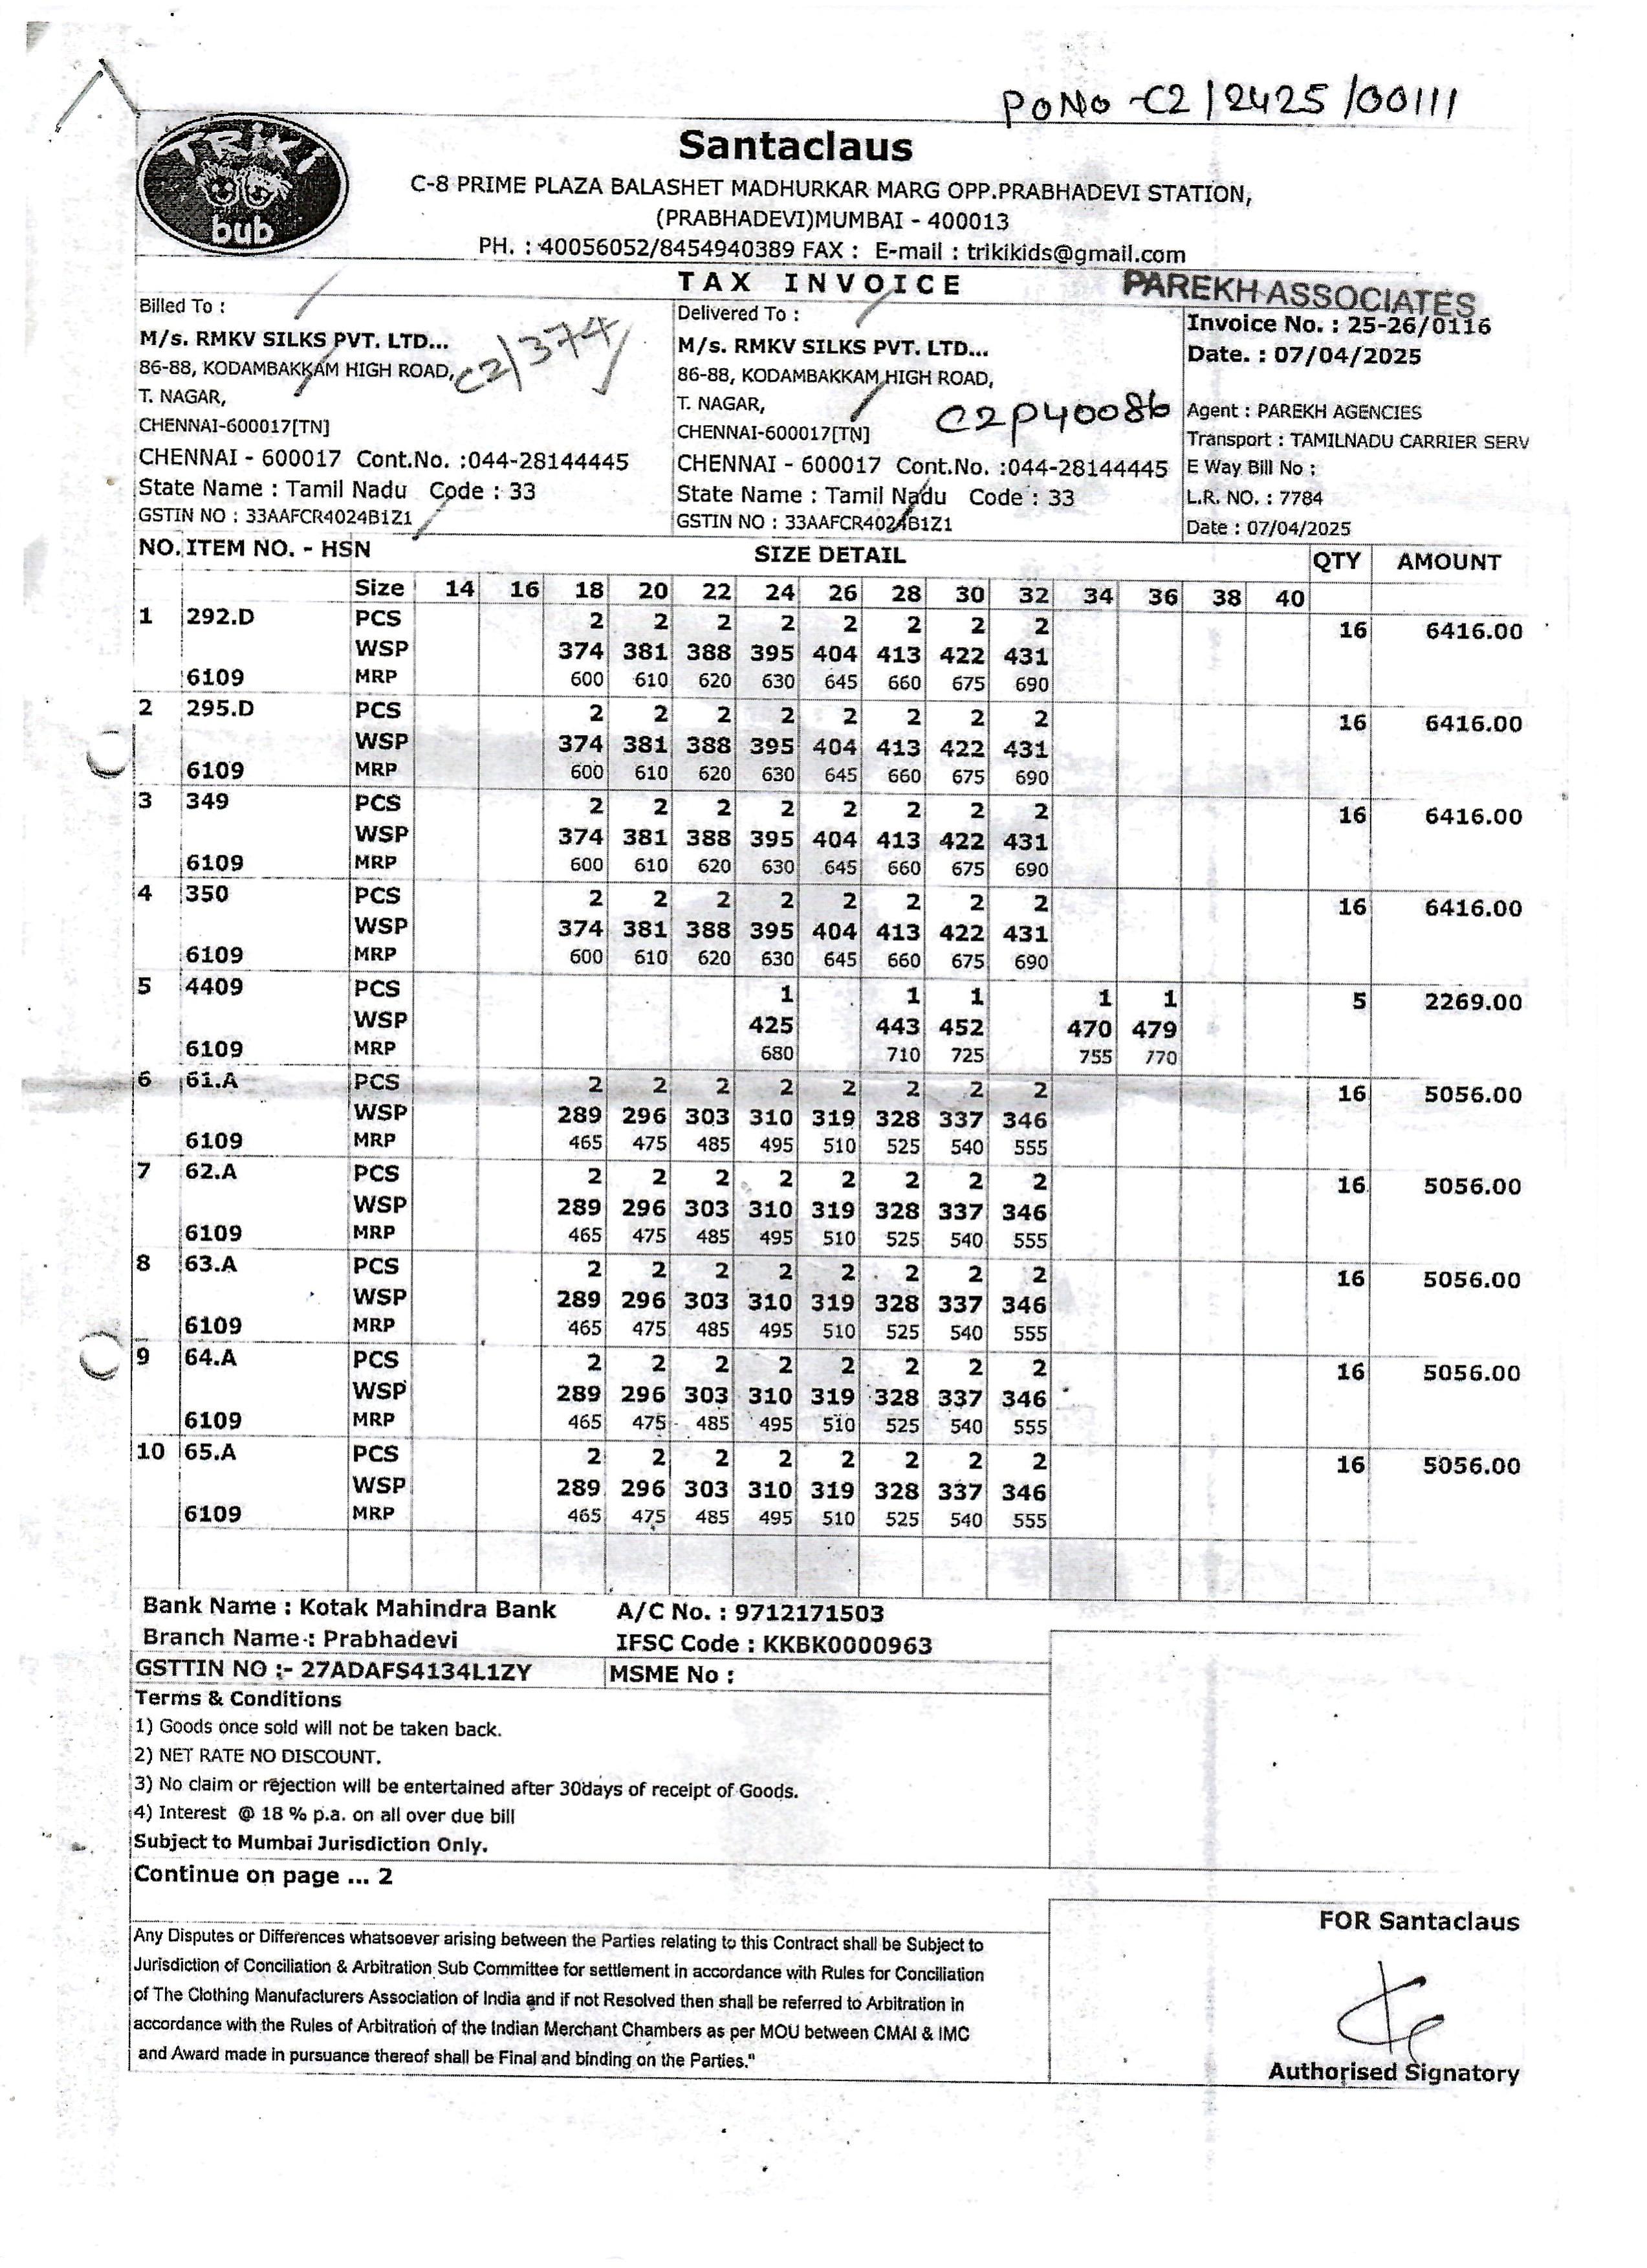 PONO -C2/2425/00111
TRIKI
bub
Santaclaus
C-8 PRIME PLAZA BALASHET MADHURKAR MARG OPP.PRABHADEVI STATION,
(PRABHADEVI)MUMBAI - 400013
PH. : 40056052/8454940389 FAX : E-mail : trikikids@gmail.com
TAX INVOICE
PAREKH ASSOCIATES
Billed To :
M/s. RMKV SILKS PVT. LTD...
86-88, KODAMBAKKAM HIGH ROAD,
T. NAGAR,
CHENNAI-600017[TN]
CHENNAI - 600017 Cont.No. :044-28144445
State Name : Tamil Nadu Code : 33
GSTIN NO : 33AAFCR4024B1Z1
C2/374
Delivered To :
M/s. RMKV SILKS PVT. LTD...
86-88, KODAMBAKKAM HIGH ROAD,
T. NAGAR,
CHENNAI-600017[TN]
CHENNAI - 600017 Cont.No. :044-28144445
State Name : Tamil Nadu Code : 33
GSTIN NO : 33AAFCR4024B1Z1
C2P40086
Invoice No. : 25-26/0116
Date. : 07/04/2025
Agent : PAREKH AGENCIES
Transport : TAMILNADU CARRIER SERV
E Way Bill No :
L.R. NO. : 7784
Date : 07/04/2025
NO. ITEM NO. - HSN SIZE DETAIL QTY AMOUNT
Size 14 16 18 20 22 24 26 28 30 32 34 36 38 40
1 292.D PCS 2 2 2 2 2 2 2 2 16 6416.00
WSP 374 381 388 395 404 413 422 431
6109 MRP 600 610 620 630 645 660 675 690
2 295.D PCS 2 2 2 2 2 2 2 2 16 6416.00
WSP 374 381 388 395 404 413 422 431
6109 MRP 600 610 620 630 645 660 675 690
3 349 PCS 2 2 2 2 2 2 2 2 16 6416.00
WSP 374 381 388 395 404 413 422 431
6109 MRP 600 610 620 630 645 660 675 690
4 350 PCS 2 2 2 2 2 2 2 2 16 6416.00
WSP 374 381 388 395 404 413 422 431
6109 MRP 600 610 620 630 645 660 675 690
5 4409 PCS 1 1 1 1 1 5 2269.00
WSP 425 443 452 470 479
6109 MRP 680 710 725 755 770
6 61.A PCS 2 2 2 2 2 2 2 2 16 5056.00
WSP 289 296 303 310 319 328 337 346
6109 MRP 465 475 485 495 510 525 540 555
7 62.A PCS 2 2 2 2 2 2 2 2 16 5056.00
WSP 289 296 303 310 319 328 337 346
6109 MRP 465 475 485 495 510 525 540 555
8 63.A PCS 2 2 2 2 2 2 2 2 16 5056.00
WSP 289 296 303 310 319 328 337 346
6109 MRP 465 475 485 495 510 525 540 555
9 64.A PCS 2 2 2 2 2 2 2 2 16 5056.00
WSP 289 296 303 310 319 328 337 346
6109 MRP 465 475 485 495 510 525 540 555
10 65.A PCS 2 2 2 2 2 2 2 2 16 5056.00
WSP 289 296 303 310 319 328 337 346
6109 MRP 465 475 485 495 510 525 540 555
Bank Name : Kotak Mahindra Bank A/C No. : 9712171503
Branch Name : Prabhadevi IFSC Code : KKBK0000963
GSTTIN NO :- 27ADAFS4134L1ZY MSME No :
Terms & Conditions
1) Goods once sold will not be taken back.
2) NET RATE NO DISCOUNT.
3) No claim or rejection will be entertained after 30days of receipt of Goods.
4) Interest @ 18 % p.a. on all over due bill
Subject to Mumbai Jurisdiction Only.
Continue on page ... 2
Any Disputes or Differences whatsoever arising between the Parties relating to this Contract shall be Subject to
Jurisdiction of Conciliation & Arbitration Sub Committee for settlement in accordance with Rules for Conciliation
of The Clothing Manufacturers Association of India and if not Resolved then shall be referred to Arbitration in
accordance with the Rules of Arbitration of the Indian Merchant Chambers as per MOU between CMAI & IMC
and Award made in pursuance thereof shall be Final and binding on the Parties."
FOR Santaclaus
Authorised Signatory